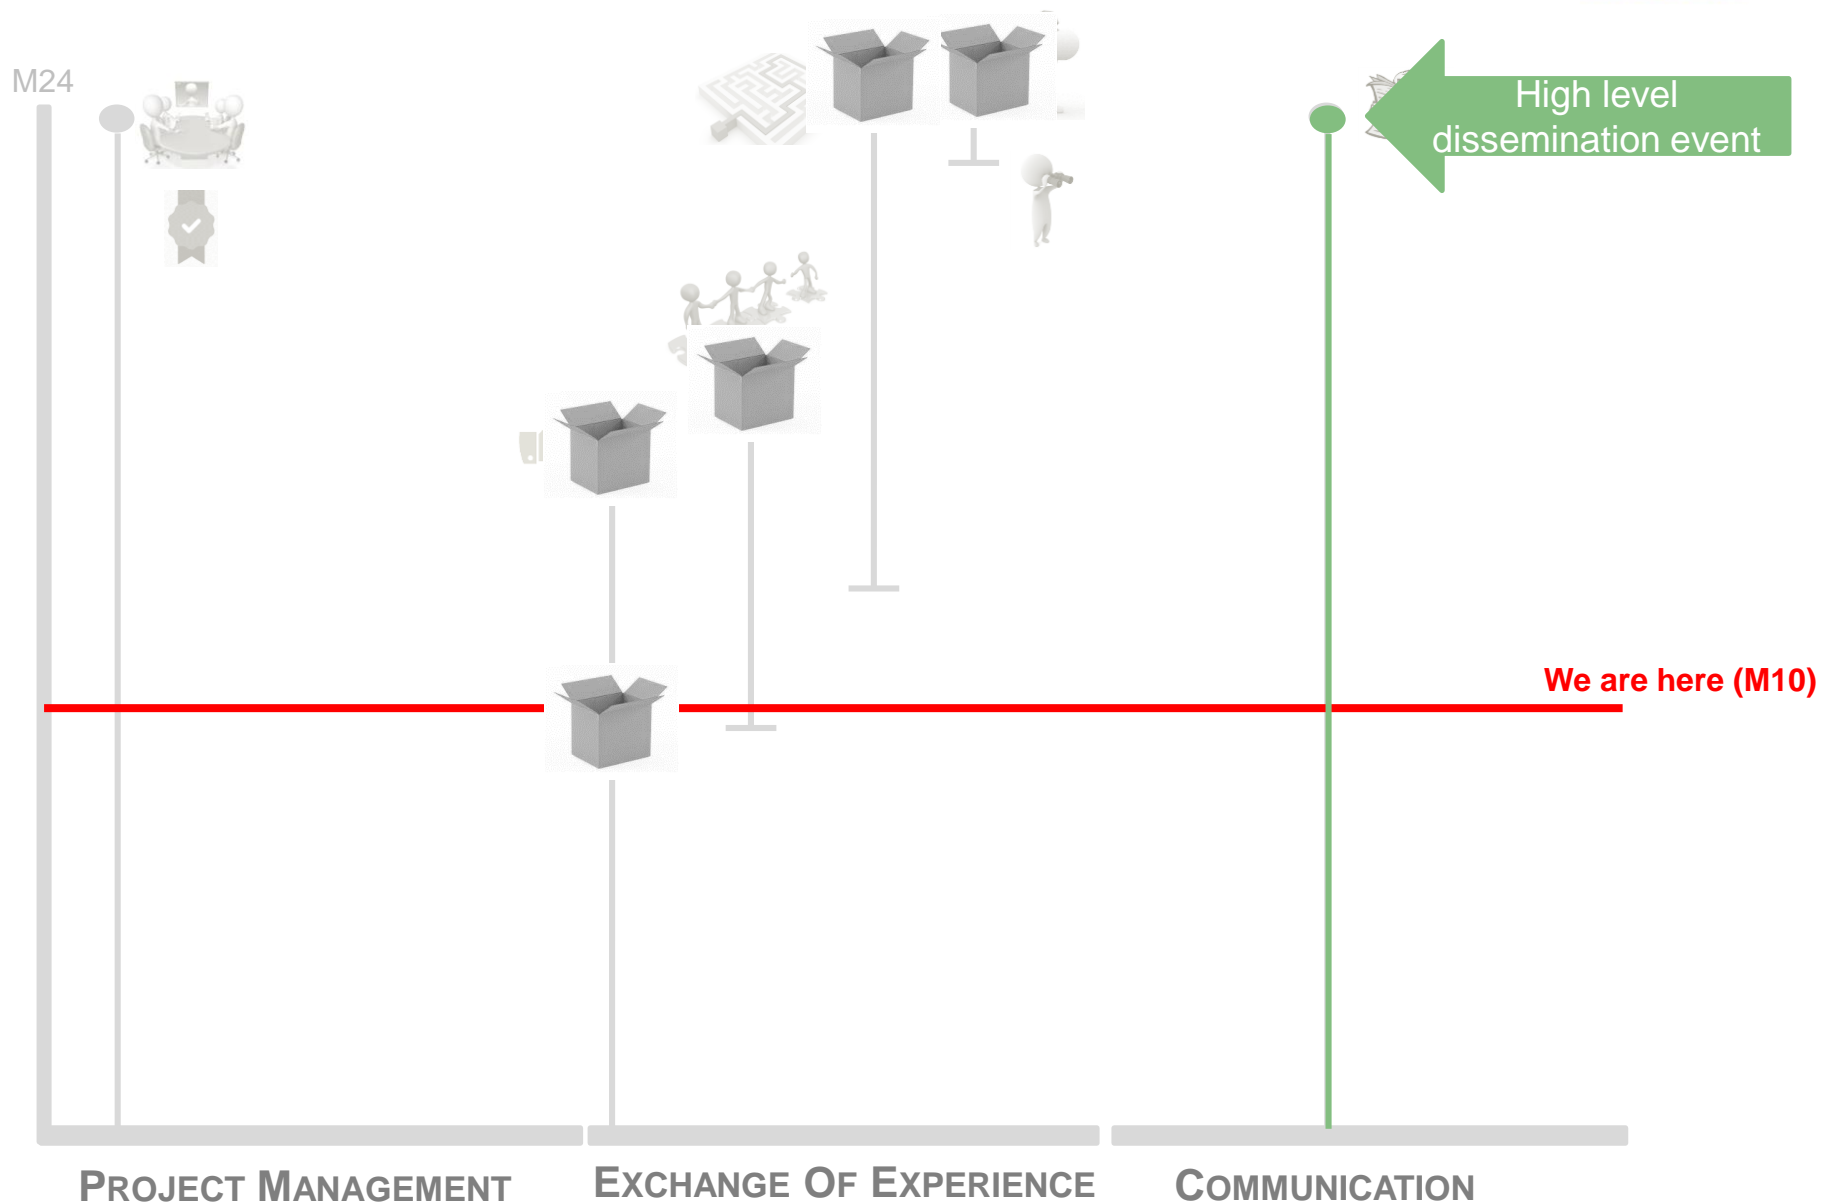 M24
High level
dissemination event
We are here (M10)
PROJECT MANAGEMENT
EXCHANGE OF EXPERIENCE
COMMUNICATION